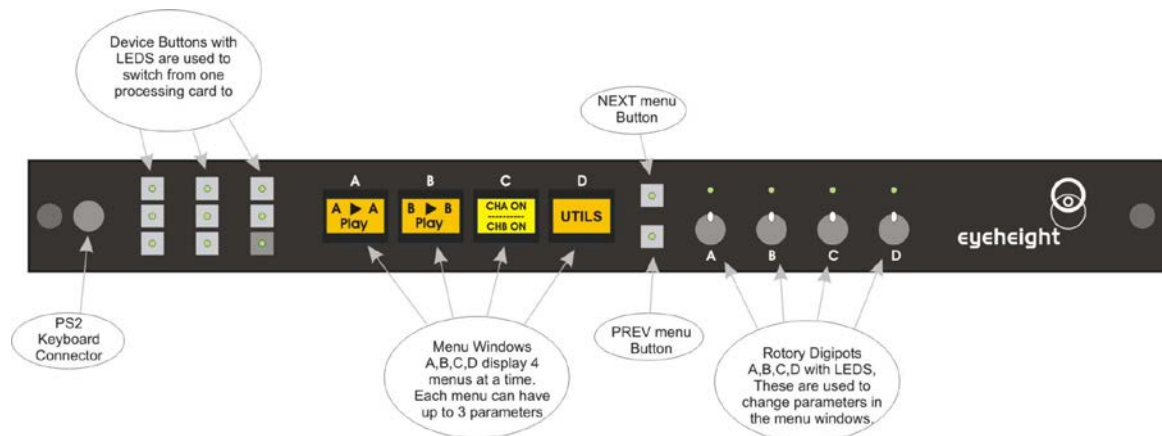 Device Buttons with
LEDS are used to
switch from one
processing card to
NEXT menu
Button
A
B
C
D
A ▶ A
Play
B ▶ B
Play
CHA ON
----------
CHB ON
UTILS
A
B
C
D
eyeheight
PS2
Keyboard
Connector
Menu Windows
A,B,C,D display 4
menus at a time.
Each menu can have
up to 3 parameters
PREV menu
Button
Rotory Digipots
A,B,C,D with LEDS,
These are used to
change parameters in
the menu windows.